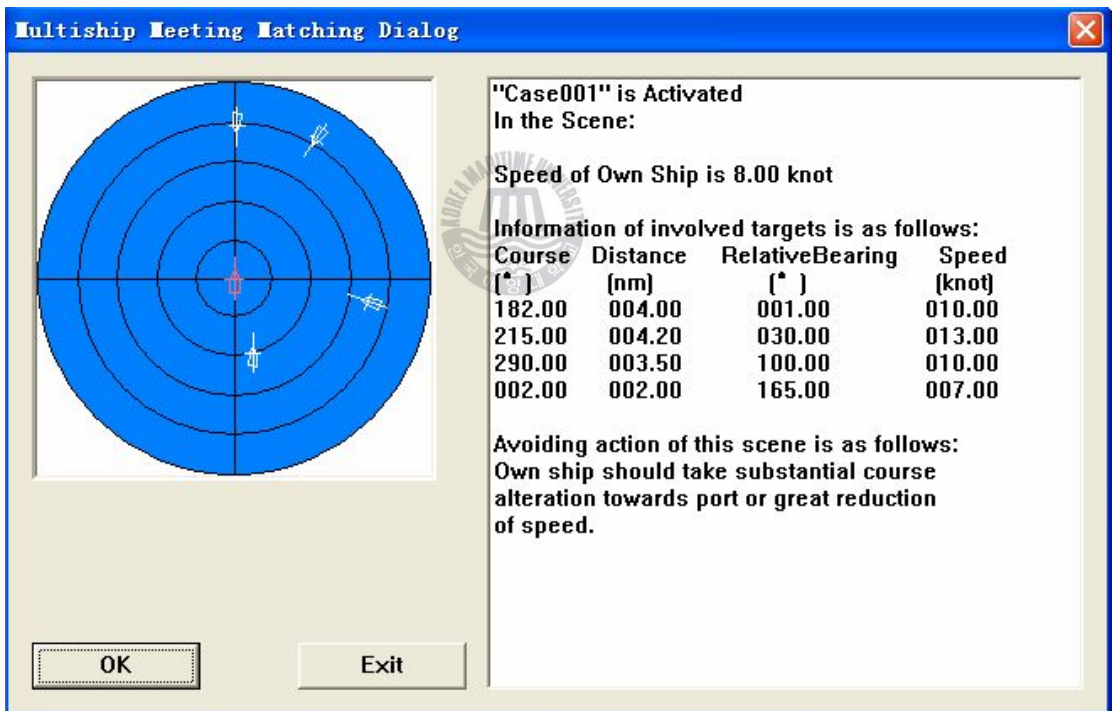 Multiship Meeting Matching Dialog
"Case001" is Activated
In the Scene:
Speed of Own Ship is 8.00 knot
Information of involved targets is as follows:
Course Distance RelativeBearing Speed
(° ) (nm) (° ) (knot)
182.00 004.00 001.00 010.00
215.00 004.20 030.00 013.00
290.00 003.50 100.00 010.00
002.00 002.00 165.00 007.00
Avoiding action of this scene is as follows:
Own ship should take substantial course
alteration towards port or great reduction
of speed.
OK Exit